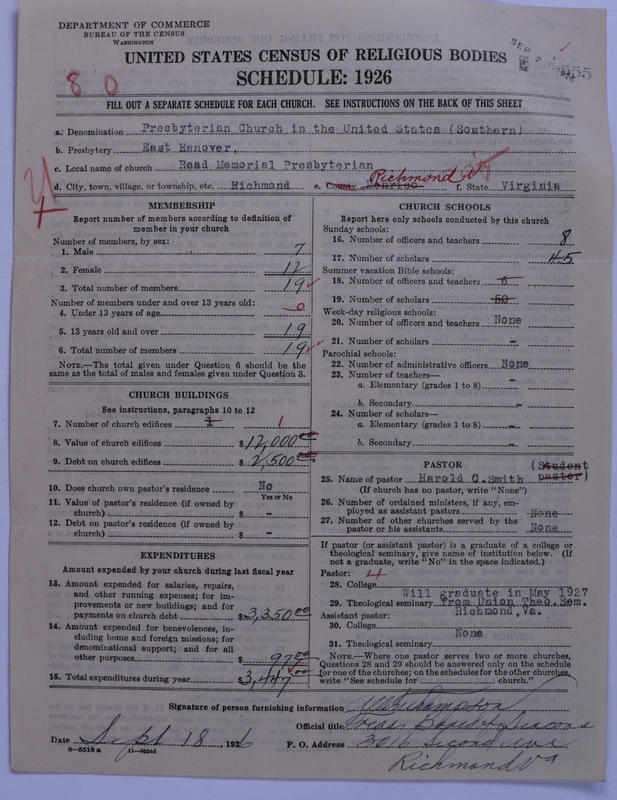 DEPARTMENT OF COMMERCE
BUREAU OF THE CENSUS
WASHINGTON
UNITED STATES CENSUS OF RELIGIOUS BODIES
SCHEDULE: 1926
8 0
555
FILL OUT A SEPARATE SCHEDULE FOR EACH CHURCH. SEE INSTRUCTIONS ON THE BACK OF THIS SHEET
a. Denomination Presbyterian Church in the United States (Southern)
b. Presbytery East Hanover,
c. Local name of church Read Memorial Presbyterian
d. City, town, village, or township, etc. Richmond e. County Henrico Richmond f. State Virginia
MEMBERSHIP
Report number of members according to definition of
member in your church
Number of members, by sex:
1. Male 7
2. Female 12
3. Total number of members 19
Number of members under and over 13 years old:
4. Under 13 years of age 0
5. 13 years old and over 19
6. Total number of members 19
NOTE.—The total given under Question 6 should be
same as the total of males and females given under Question 3.
CHURCH BUILDINGS
See instructions, paragraphs 10 to 12
7. Number of church edifices 1 1
8. Value of church edifices $12,000.00
9. Debt on church edifices $2,500.00
10. Does church own pastor's residence No
Yes or No
11. Value of pastor's residence (if owned by
church) $ -
12. Debt on pastor's residence (if owned by
church) $ -
EXPENDITURES
Amount expended by your church during last fiscal year
13. Amount expended for salaries, repairs,
and other running expenses; for im-
provements or new buildings; and for
payments on church debt $3,350.00
14. Amount expended for benevolences, in-
cluding home and foreign missions; for
denominational support; and for all
other purposes $97.00
15. Total expenditures during year $3,447.00
CHURCH SCHOOLS
Report here only schools conducted by this church
Sunday schools:
16. Number of officers and teachers 8
17. Number of scholars 45
Summer vacation Bible schools:
18. Number of officers and teachers 6
19. Number of scholars 50
Week-day religious schools:
20. Number of officers and teachers None
21. Number of scholars -
Parochial schools:
22. Number of administrative officers None
23. Number of teachers—
a. Elementary (grades 1 to 8) -
b. Secondary -
24. Number of scholars—
a. Elementary (grades 1 to 8) -
b. Secondary -
PASTOR
25. Name of pastor Harold C. Smith (Student pastor)
(If church has no pastor, write "None")
26. Number of ordained ministers, if any, em-
ployed as assistant pastors None
27. Number of other churches served by the
pastor or his assistants None
If pastor (or assistant pastor) is a graduate of a college or
theological seminary, give name of institution below. (If
not a graduate, write "No" in the space indicated.)
Pastor: 4
28. College
Will graduate in May 1927
29. Theological seminary from Union Theo. Sem.
Assistant pastor: Richmond, Va.
30. College
None
31. Theological seminary
NOTE.—Where one pastor serves two or more churches,
Questions 28 and 29 should be answered only on the schedule
for one of the churches; on the schedules for the other churches,
write "See schedule for church."
Signature of person furnishing information
Official title Treas.
Date Sept 18 1926 P. O. Address 3016 Second Ave
8-5518 a
Richmond Va